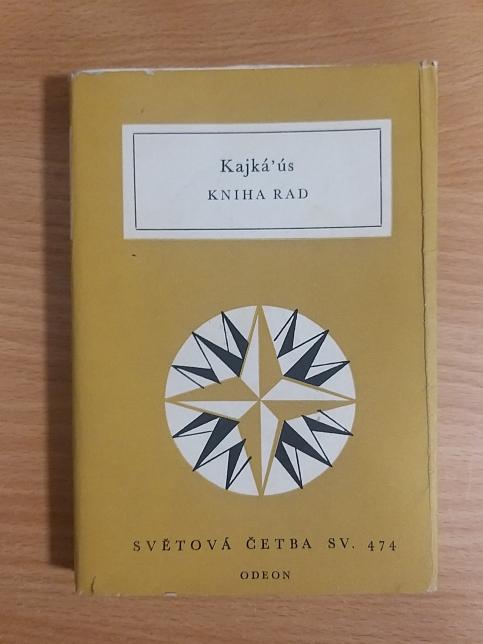 Kajká’ús
KNIHA RAD
SVĚTOVÁ ČETBA SV. 474
ODEON